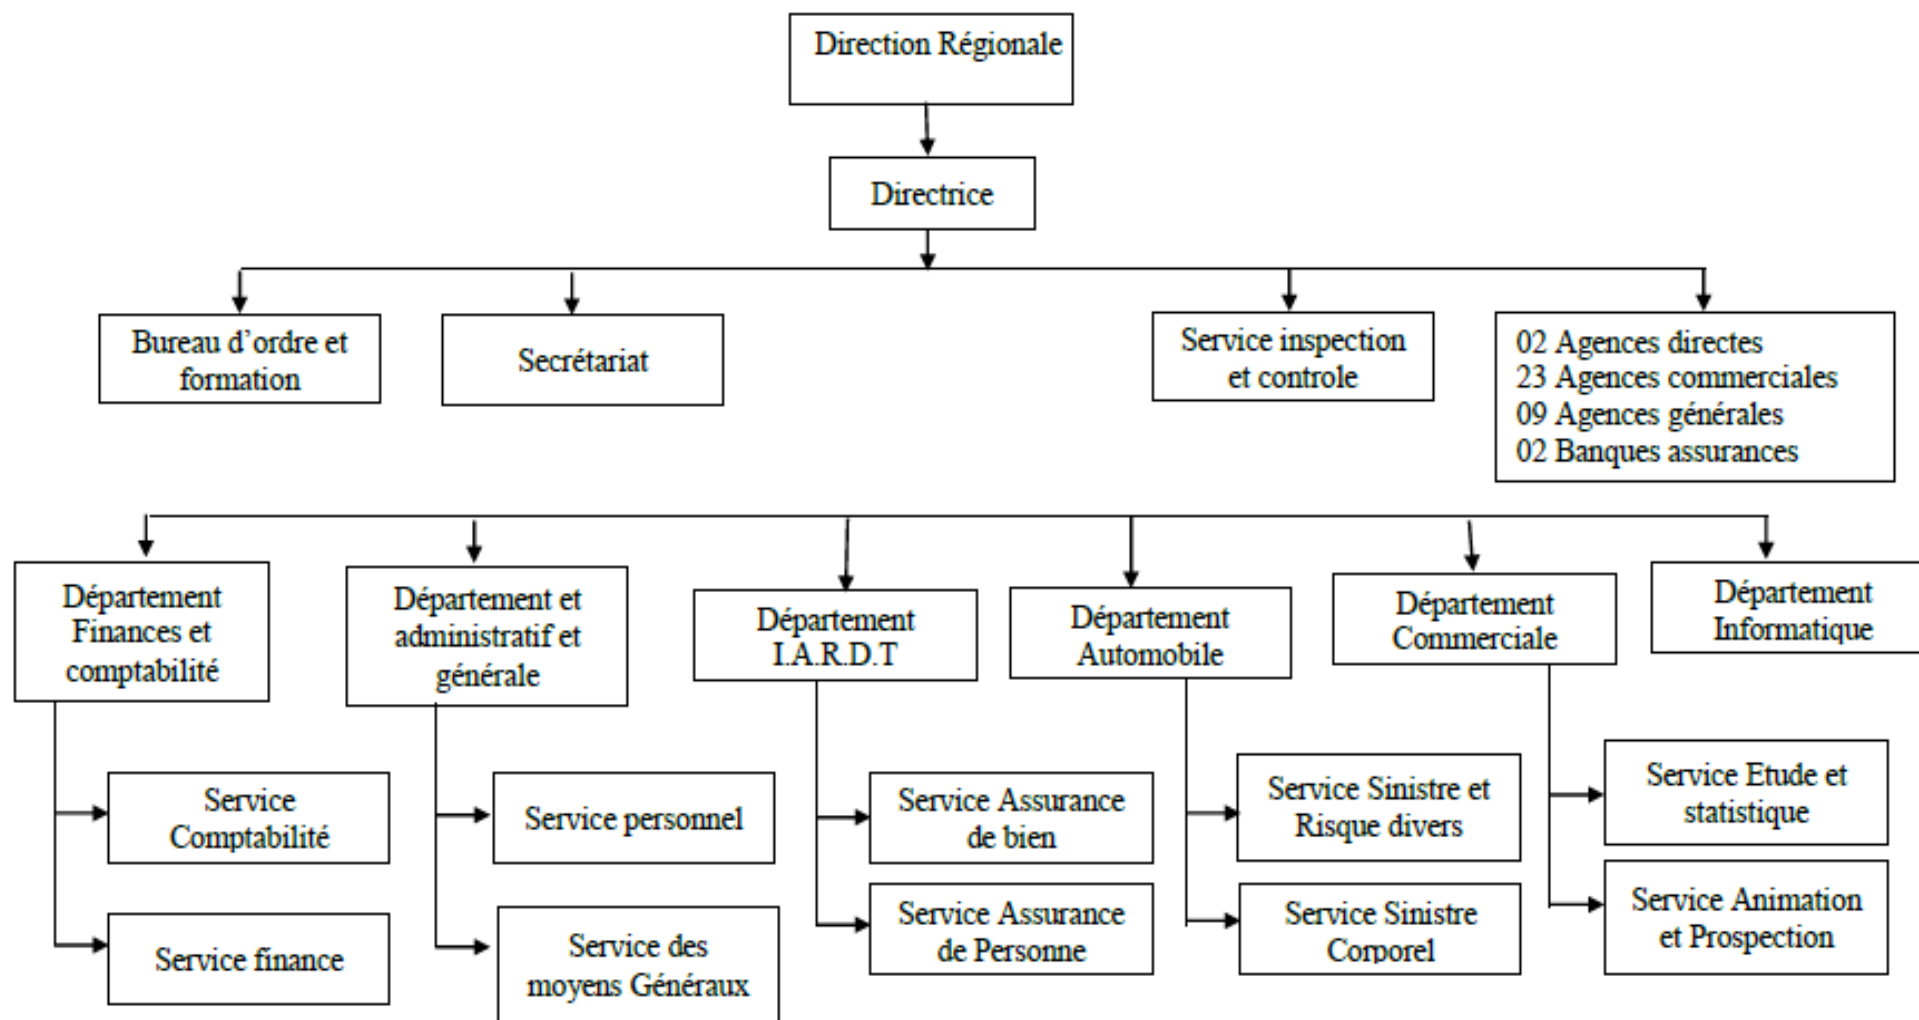 Direction Régionale
Directrice
Bureau d’ordre et
formation
Secrétariat
Service inspection
et controle
02 Agences directes
23 Agences commerciales
09 Agences générales
02 Banques assurances
Département
Finances et
comptabilité
Département et
administratif et
générale
Département
I.A.R.D.T
Département
Automobile
Département
Commerciale
Département
Informatique
Service
Comptabilité
Service personnel
Service Assurance
de bien
Service Sinistre et
Risque divers
Service Etude et
statistique
Service finance
Service des
moyens Généraux
Service Assurance
de Personne
Service Sinistre
Corporel
Service Animation
et Prospection